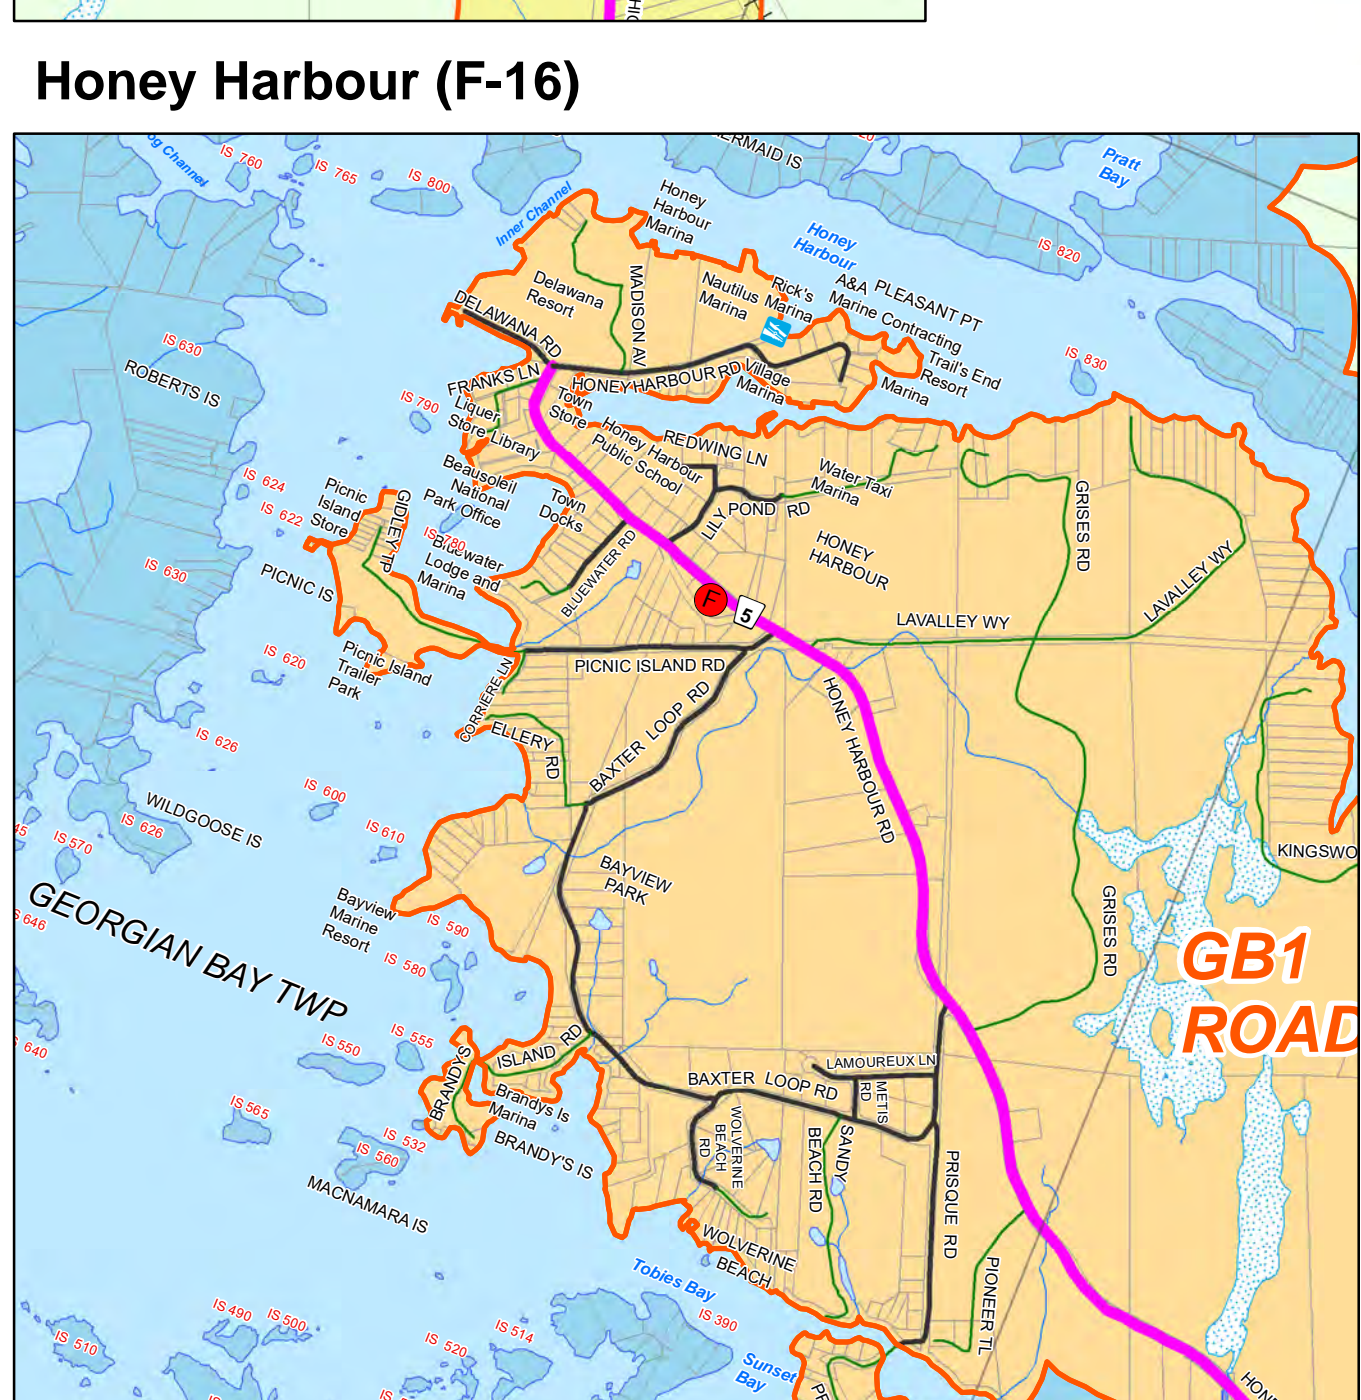 Honey Harbour (F-16)
IS 760
IS 765
IS 800
Inner Channel
Honey
Harbour
Marina
Pratt
Bay
Honey
Harbour
IS 820
Delawana
Resort
MADISON AV
Nautilus
Marina
Rick's
Marina
A&A
Marine Contracting
PLEASANT PT
DELAWANA RD
IS 630
ROBERTS IS
IS 830
Trail's End
Resort
Marina
FRANKS LN
HONEY HARBOUR RD
Village
Marina
IS 790
Liquer
Store
Library
Town
Store
Honey Harbour
Public School
REDWING LN
Beausoleil
National
Park Office
Town
Docks
Water Taxi
Marina
IS 624
IS 622
Picnic
Island
Store
GIDLEY TP
LILY POND RD
GRISES RD
IS 780
Bluewater
Lodge and
Marina
BLUEWATER RD
HONEY
HARBOUR
IS 630
PICNIC IS
LAVALLEY WY
F
5
LAVALLEY WY
IS 620
Picnic Island
Trailer
Park
PICNIC ISLAND RD
CORRIERE LN
ELLERY RD
BAXTER LOOP RD
HONEY HARBOUR RD
IS 626
IS 600
WILDGOOSE IS
IS 626
IS 610
IS 570
KINGSWO
BAYVIEW
PARK
GEORGIAN BAY TWP
Bayview
Marine
Resort
IS 590
IS 580
GRISES RD
GB1
ROAD
IS 555
IS 550
ISLAND RD
BRANDYS
Brandys Is
Marina
BRANDY'S IS
BAXTER LOOP RD
LAMOUREUX LN
METIS
RD
IS 565
IS 532
IS 560
WOLVERINE
BEACH
RD
SANDY
BEACH RD
PRISQUE RD
MACNAMARA IS
WOLVERINE
BEACH
Tobies Bay
PIONEER TL
IS 490
IS 500
IS 510
IS 514
IS 520
IS 390
Sunset
Bay